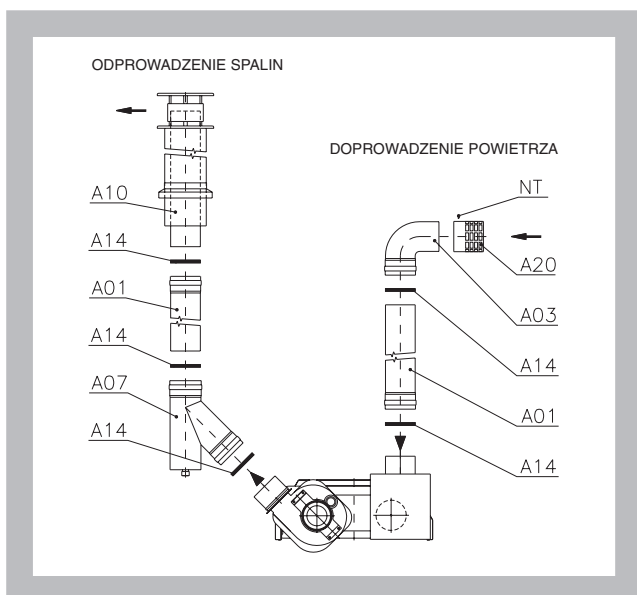 ODPROWADZENIE SPALIN
A10
A14
A01
A14
A07
A14
DOPROWADZENIE POWIETRZA
NT
A20
A03
A14
A01
A14